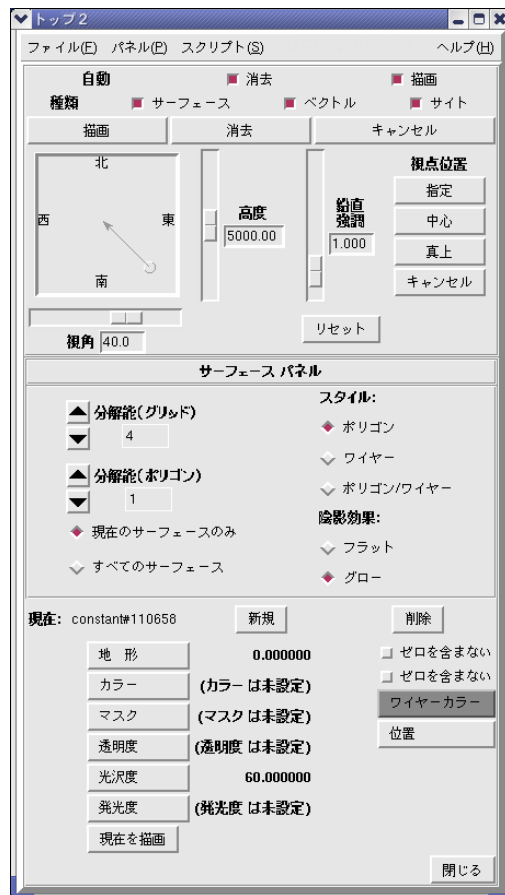 トップ2
ファイル(F) パネル(P) スクリプト(S) ヘルプ(H)
自動 消去 描画
種類 サーフェース ベクトル サイト
描画 消去 キャンセル
北
西 東
南
高度
5000.00
鉛直
強調
1.000
視点位置
指定
中心
真上
キャンセル
視角 40.0
リセット
サーフェース パネル
分解能(グリッド)
4
分解能(ポリゴン)
1
現在のサーフェースのみ
すべてのサーフェース
スタイル:
ポリゴン
ワイヤー
ポリゴン/ワイヤー
陰影効果:
フラット
グロー
現在: constant#110658 新規 削除
地 形 0.000000 ゼロを含まない
カラー (カラー は未設定) ゼロを含まない
マスク (マスク は未設定) ワイヤーカラー
透明度 (透明度 は未設定) 位置
光沢度 60.000000
発光度 (発光度 は未設定)
現在を描画
閉じる